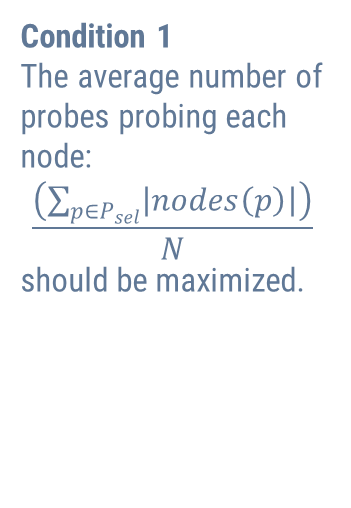 Condition 1
The average number of
probes probing each
node:
(∑p∈Psel|nodes(p)|)
N
should be maximized.